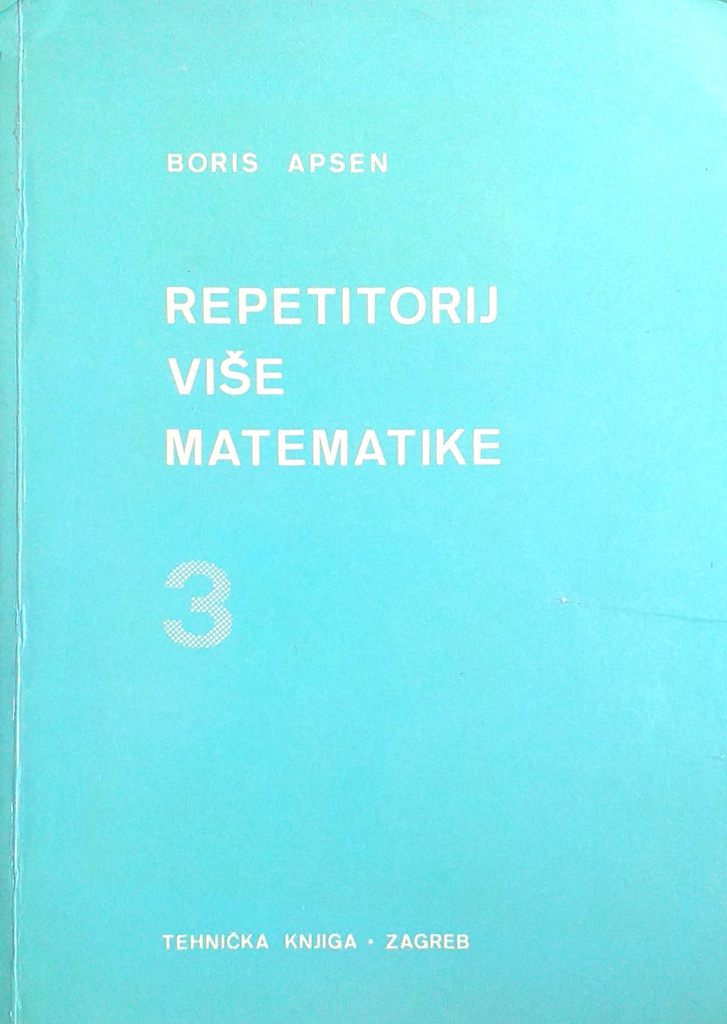 BORIS APSEN
REPETITORIJ
VIŠE
MATEMATIKE
3
TEHNIČKA KNJIGA • ZAGREB